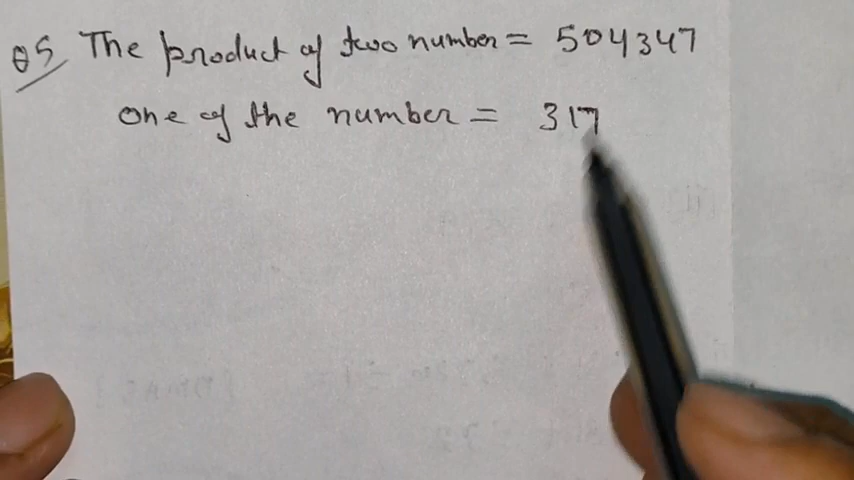 Q5 The product of two number = 504347
one of the number = 317